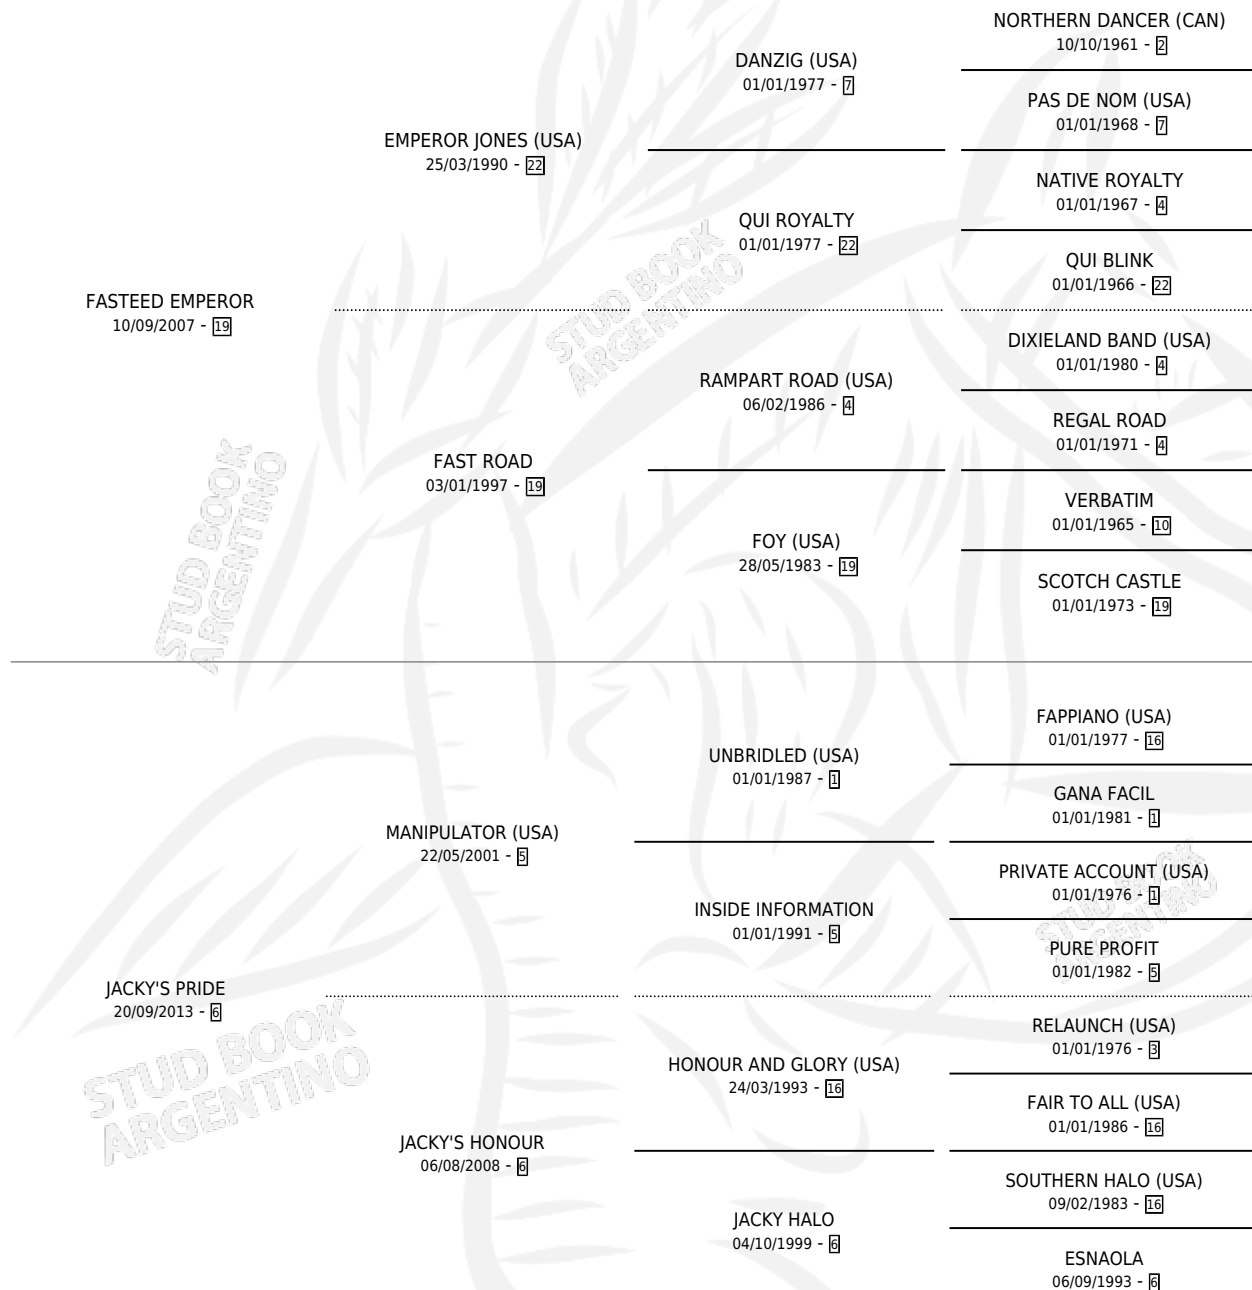 NORTHERN DANCER (CAN)
10/10/1961 - 2
DANZIG (USA)
01/01/1977 - 7
PAS DE NOM (USA)
01/01/1968 - 7
EMPEROR JONES (USA)
25/03/1990 - 22
NATIVE ROYALTY
01/01/1967 - 4
QUI ROYALTY
01/01/1977 - 22
QUI BLINK
01/01/1966 - 22
FASTEED EMPEROR
10/09/2007 - 19
STUD BOOK
ARGENTINO
DIXIELAND BAND (USA)
01/01/1980 - 4
RAMPART ROAD (USA)
06/02/1986 - 4
REGAL ROAD
01/01/1971 - 4
FAST ROAD
03/01/1997 - 19
VERBATIM
01/01/1965 - 10
FOY (USA)
28/05/1983 - 19
SCOTCH CASTLE
01/01/1973 - 19
STUD BOOK
ARGENTINO
FAPPIANO (USA)
01/01/1977 - 16
UNBRIDLED (USA)
01/01/1987 - 1
GANA FACIL
01/01/1981 - 1
MANIPULATOR (USA)
22/05/2001 - 5
PRIVATE ACCOUNT (USA)
01/01/1976 - 1
INSIDE INFORMATION
01/01/1991 - 5
STUD BOOK
ARGENTINO
PURE PROFIT
01/01/1982 - 5
JACKY'S PRIDE
20/09/2013 - 6
STUD BOOK
ARGENTINO
RELAUNCH (USA)
01/01/1976 - 3
HONOUR AND GLORY (USA)
24/03/1993 - 16
FAIR TO ALL (USA)
01/01/1986 - 16
JACKY'S HONOUR
06/08/2008 - 6
SOUTHERN HALO (USA)
09/02/1983 - 16
JACKY HALO
04/10/1999 - 6
ESNAOLA
06/09/1993 - 6